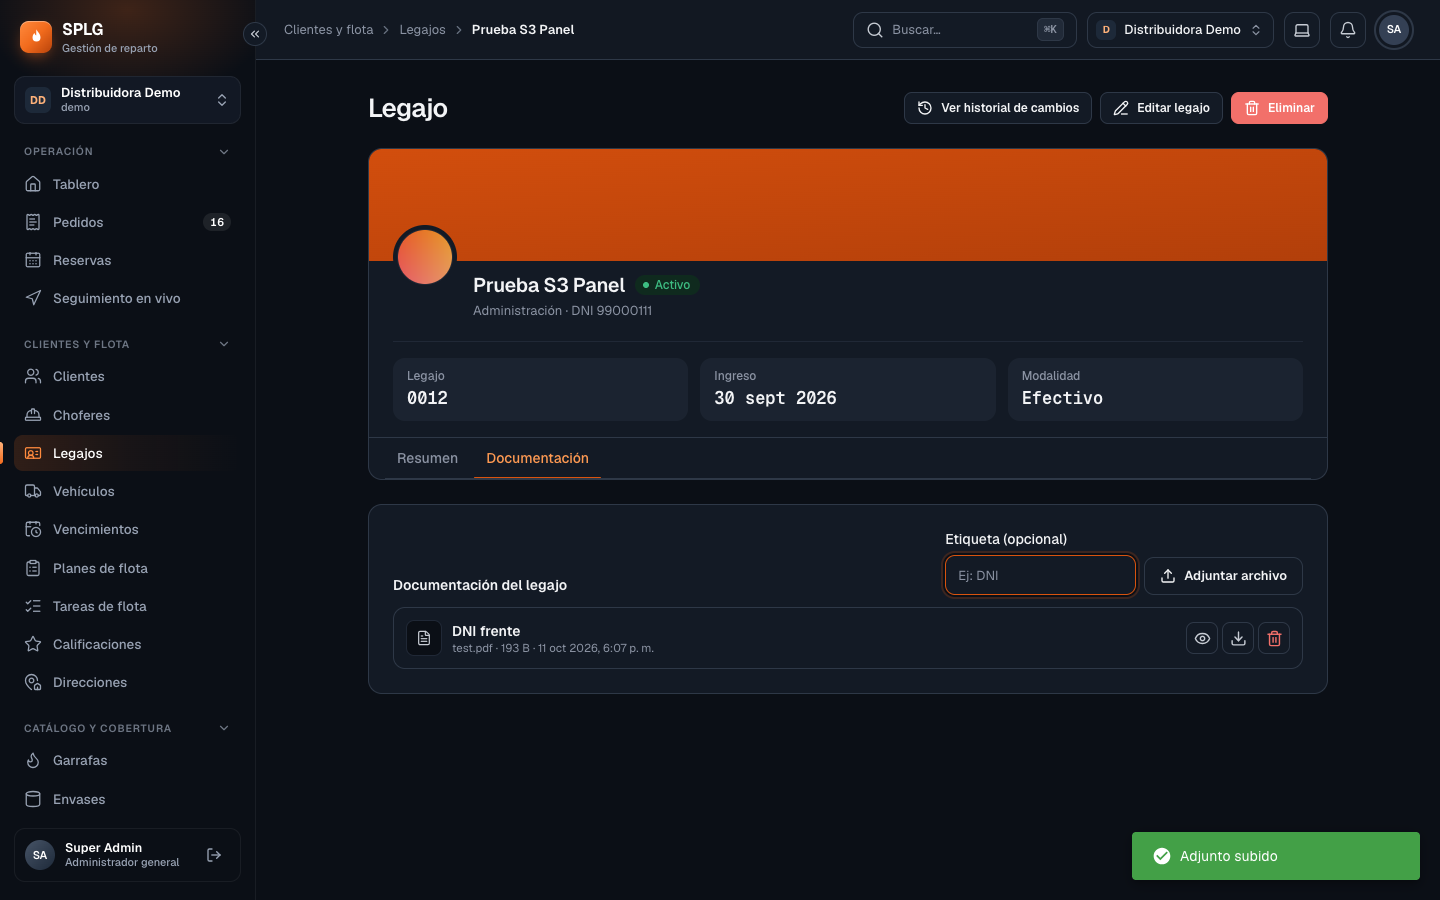 SPLG
Gestión de reparto
DD
Distribuidora Demo
demo
OPERACIÓN
Tablero
Pedidos
16
Reservas
Seguimiento en vivo
CLIENTES Y FLOTA
Clientes
Choferes
Legajos
Vehículos
Vencimientos
Planes de flota
Tareas de flota
Calificaciones
Direcciones
CATÁLOGO Y COBERTURA
Garrafas
Envases
SA
Super Admin
Administrador general
Clientes y flota
Legajos
Prueba S3 Panel
Buscar...
⌘K
D
Distribuidora Demo
SA
Legajo
Ver historial de cambios
Editar legajo
Eliminar
Prueba S3 Panel
Activo
Administración · DNI 99000111
Legajo
0012
Ingreso
30 sept 2026
Modalidad
Efectivo
Resumen
Documentación
Etiqueta (opcional)
Documentación del legajo
Ej: DNI
Adjuntar archivo
DNI frente
test.pdf · 193 B · 11 oct 2026, 6:07 p. m.
Adjunto subido